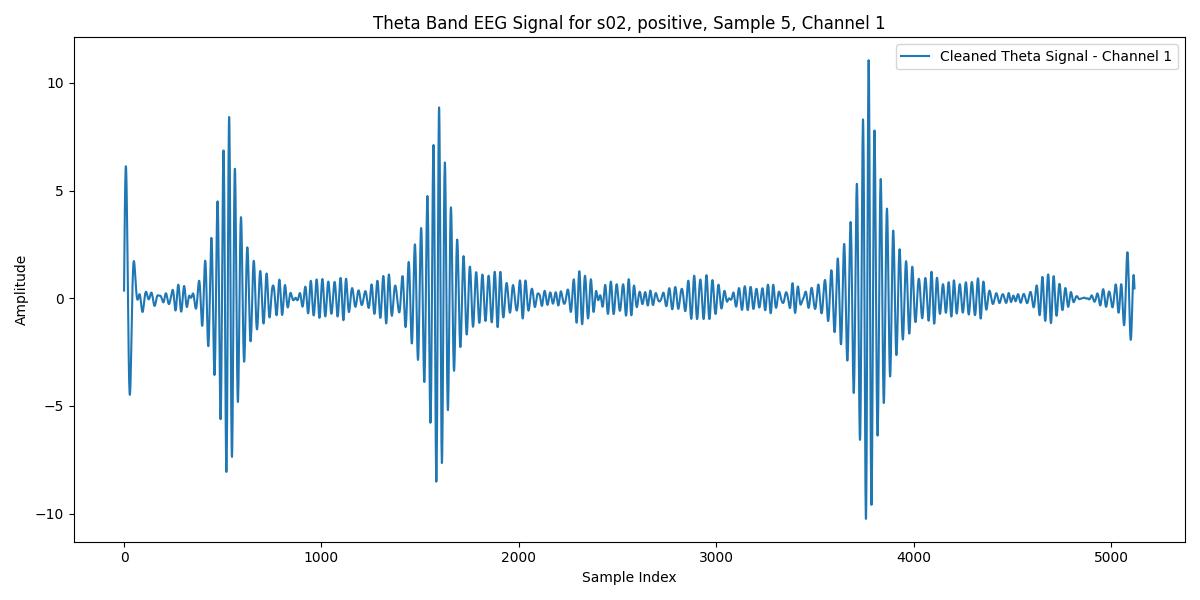 Theta Band EEG Signal for s02, positive, Sample 5, Channel 1
Cleaned Theta Signal - Channel 1
Amplitude
10
5
0
−5
−10
0 1000 2000 3000 4000 5000
Sample Index